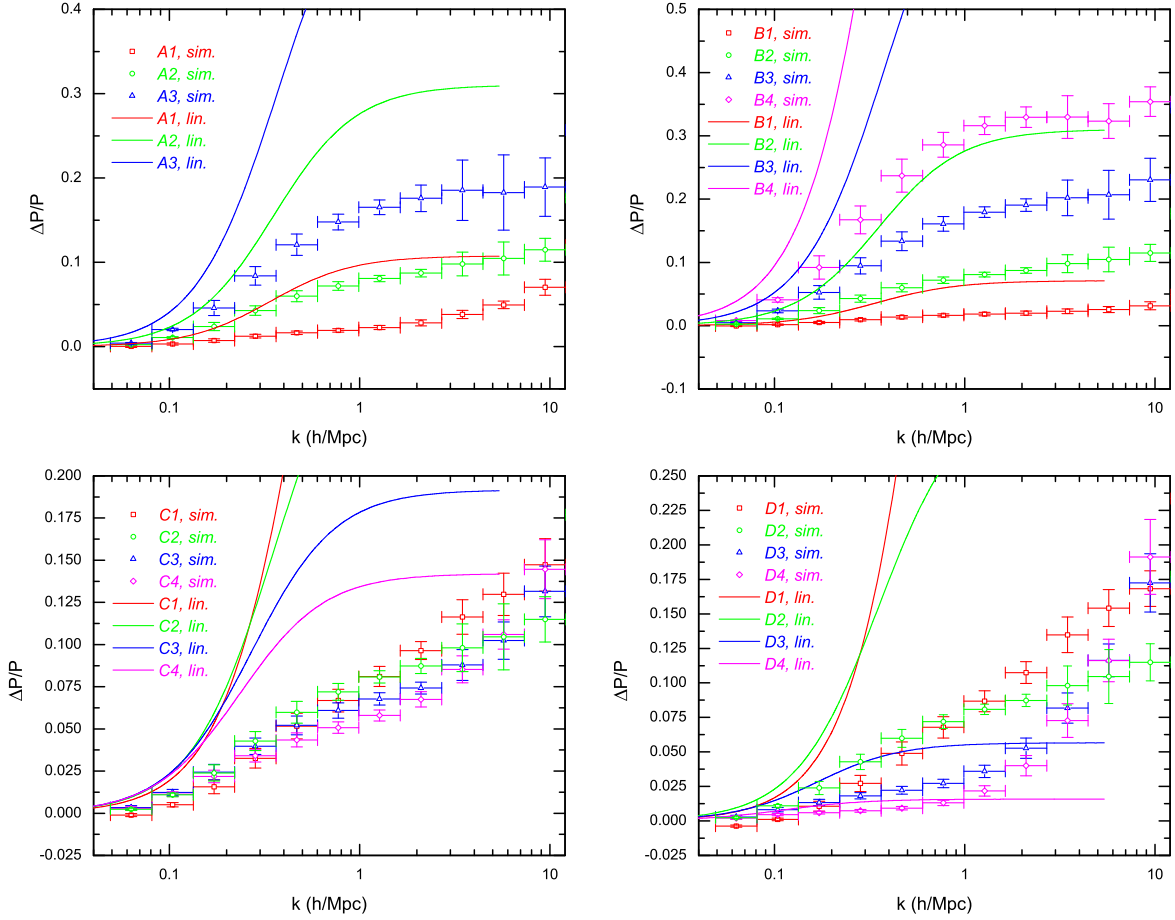 0.4
0.3
0.2
0.1
0.0
ΔP/P
A1, sim.
A2, sim.
A3, sim.
A1, lin.
A2, lin.
A3, lin.
0.1
1
10
k (h/Mpc)
0.5
0.4
0.3
0.2
0.1
0.0
-0.1
ΔP/P
B1, sim.
B2, sim.
B3, sim.
B4, sim.
B1, lin.
B2, lin.
B3, lin.
B4, lin.
0.1
1
10
k (h/Mpc)
0.200
0.175
0.150
0.125
0.100
0.075
0.050
0.025
0.000
-0.025
ΔP/P
C1, sim.
C2, sim.
C3, sim.
C4, sim.
C1, lin.
C2, lin.
C3, lin.
C4, lin.
0.1
1
10
k (h/Mpc)
0.250
0.225
0.200
0.175
0.150
0.125
0.100
0.075
0.050
0.025
0.000
-0.025
ΔP/P
D1, sim.
D2, sim.
D3, sim.
D4, sim.
D1, lin.
D2, lin.
D3, lin.
D4, lin.
0.1
1
10
k (h/Mpc)